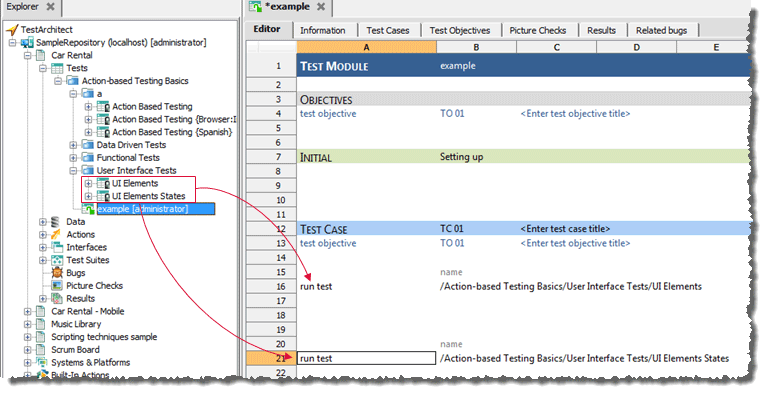 Explorer
TestArchitect
SampleRepository (localhost) [administrator]
Car Rental
Tests
Action-based Testing Basics
a
Action Based Testing
Action Based Testing {Browser:I
Action Based Testing {Spanish}
Data Driven Tests
Functional Tests
User Interface Tests
UI Elements
UI Elements States
example [administrator]
Data
Actions
Interfaces
Test Suites
Bugs
Picture Checks
Results
Car Rental - Mobile
Music Library
Scripting techniques sample
Scrum Board
Systems & Platforms
Built-In Actions
*example
Editor Information Test Cases Test Objectives Picture Checks Results Related bugs
A B C D E
1 TEST MODULE example
2
3 OBJECTIVES
4 test objective TO 01 <Enter test objective title>
5
6
7 INITIAL Setting up
8
9
10
11
12 TEST CASE TC 01 <Enter test case title>
13 test objective TO 01 <Enter test objective title>
14
15 name
16 run test /Action-based Testing Basics/User Interface Tests/UI Elements
17
18
19
20 name
21 run test /Action-based Testing Basics/User Interface Tests/UI Elements States
22